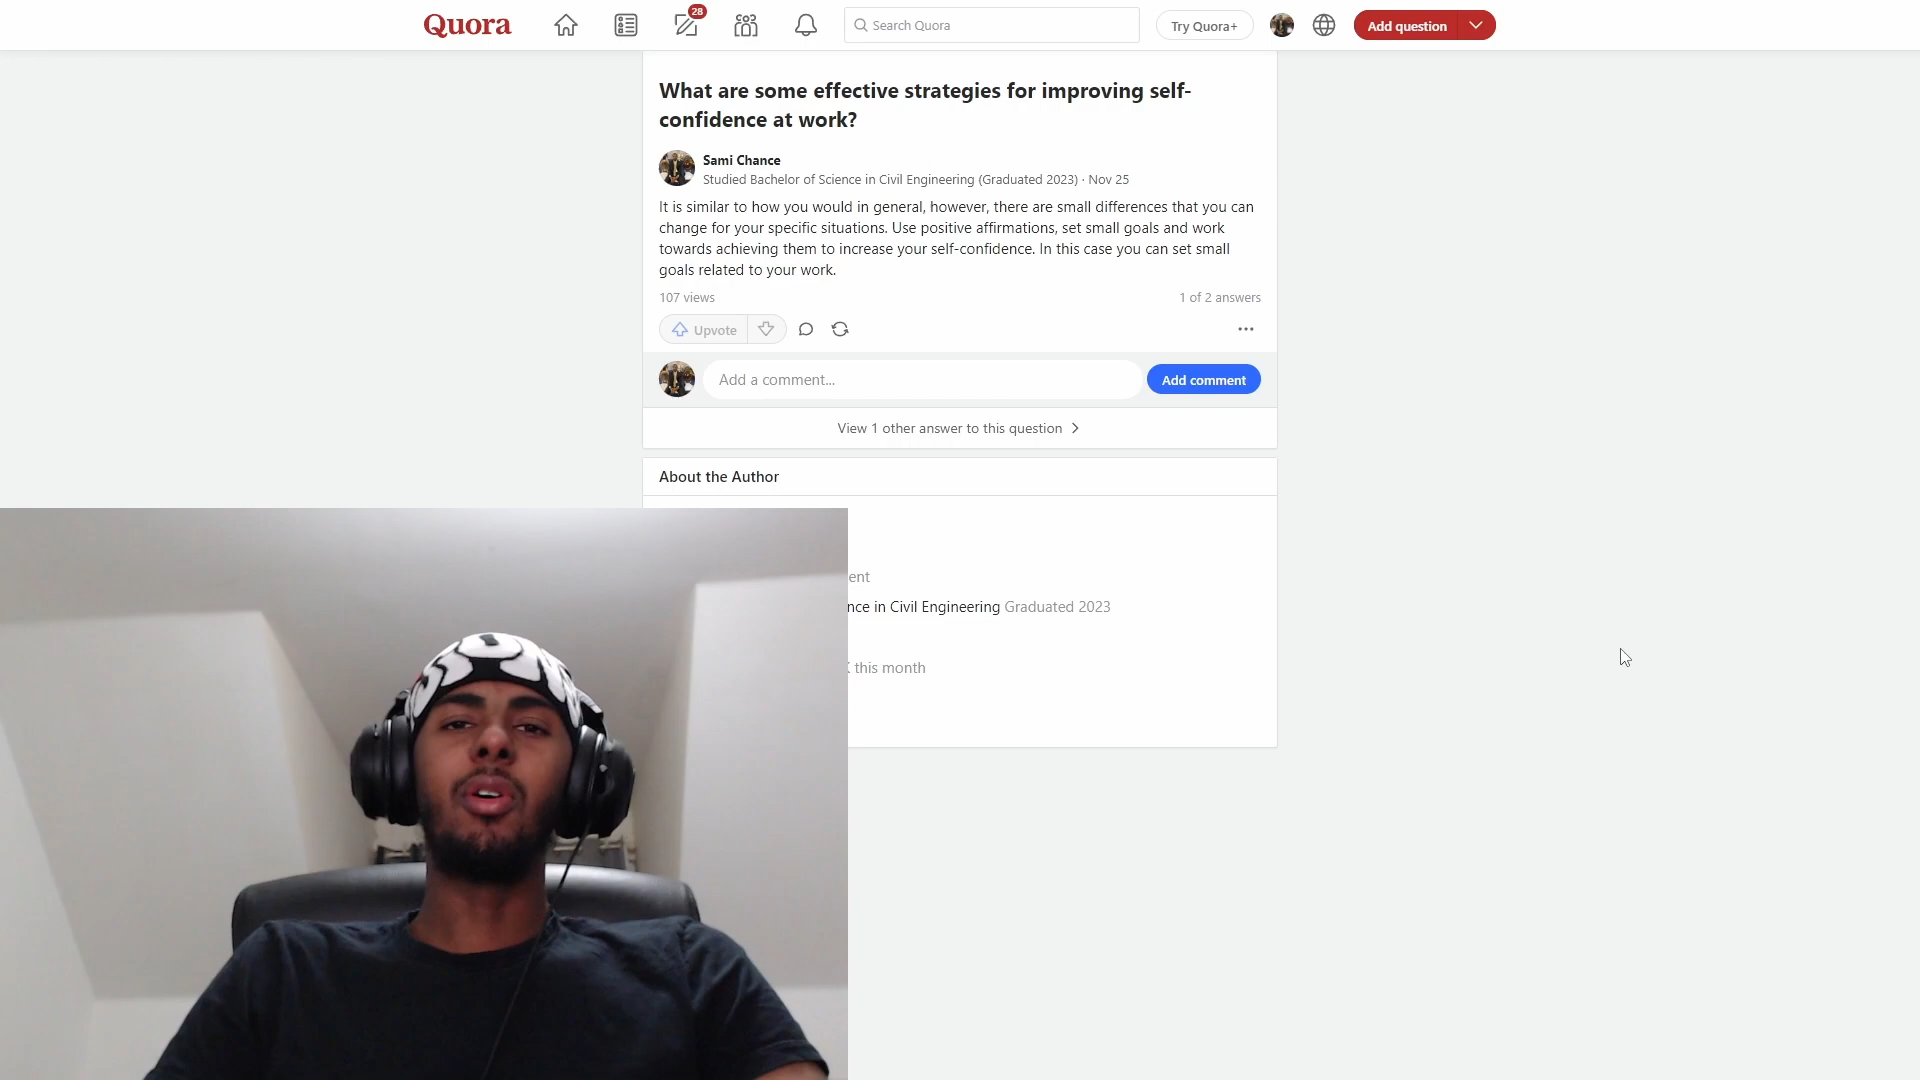 Quora
28
Search Quora
Try Quora+
Add question
What are some effective strategies for improving self-
confidence at work?
Sami Chance
Studied Bachelor of Science in Civil Engineering (Graduated 2023) · Nov 25
It is similar to how you would in general, however, there are small differences that you can
change for your specific situations. Use positive affirmations, set small goals and work
towards achieving them to increase your self-confidence. In this case you can set small
goals related to your work.
107 views
1 of 2 answers
Upvote
Add a comment...
Add comment
View 1 other answer to this question
About the Author
ent
nce in Civil Engineering Graduated 2023
this month